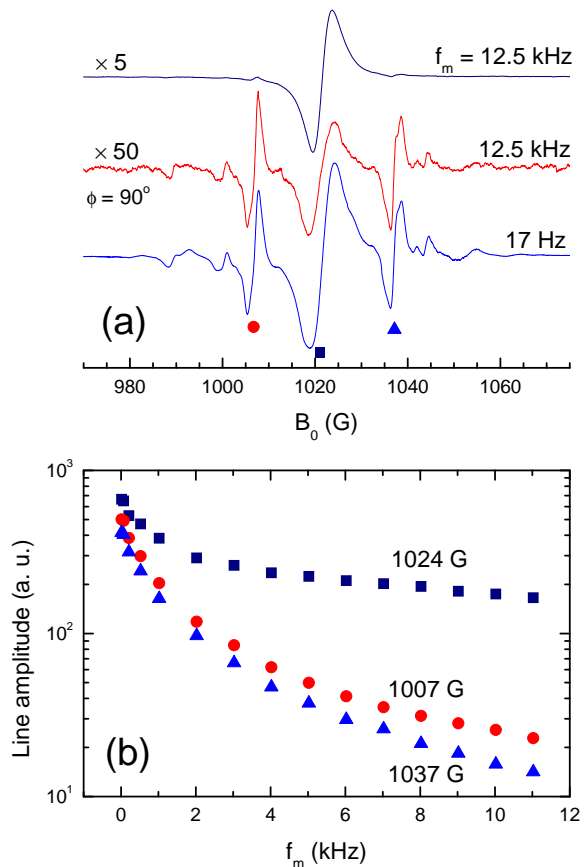 × 5
f_m = 12.5 kHz
× 50
12.5 kHz
ϕ = 90°
17 Hz
(a)
980 1000 1020 1040 1060
B_0 (G)
10^3
1024 G
10^2
1007 G
1037 G
(b)
10^1
0 2 4 6 8 10 12
f_m (kHz)
Line amplitude (a. u.)